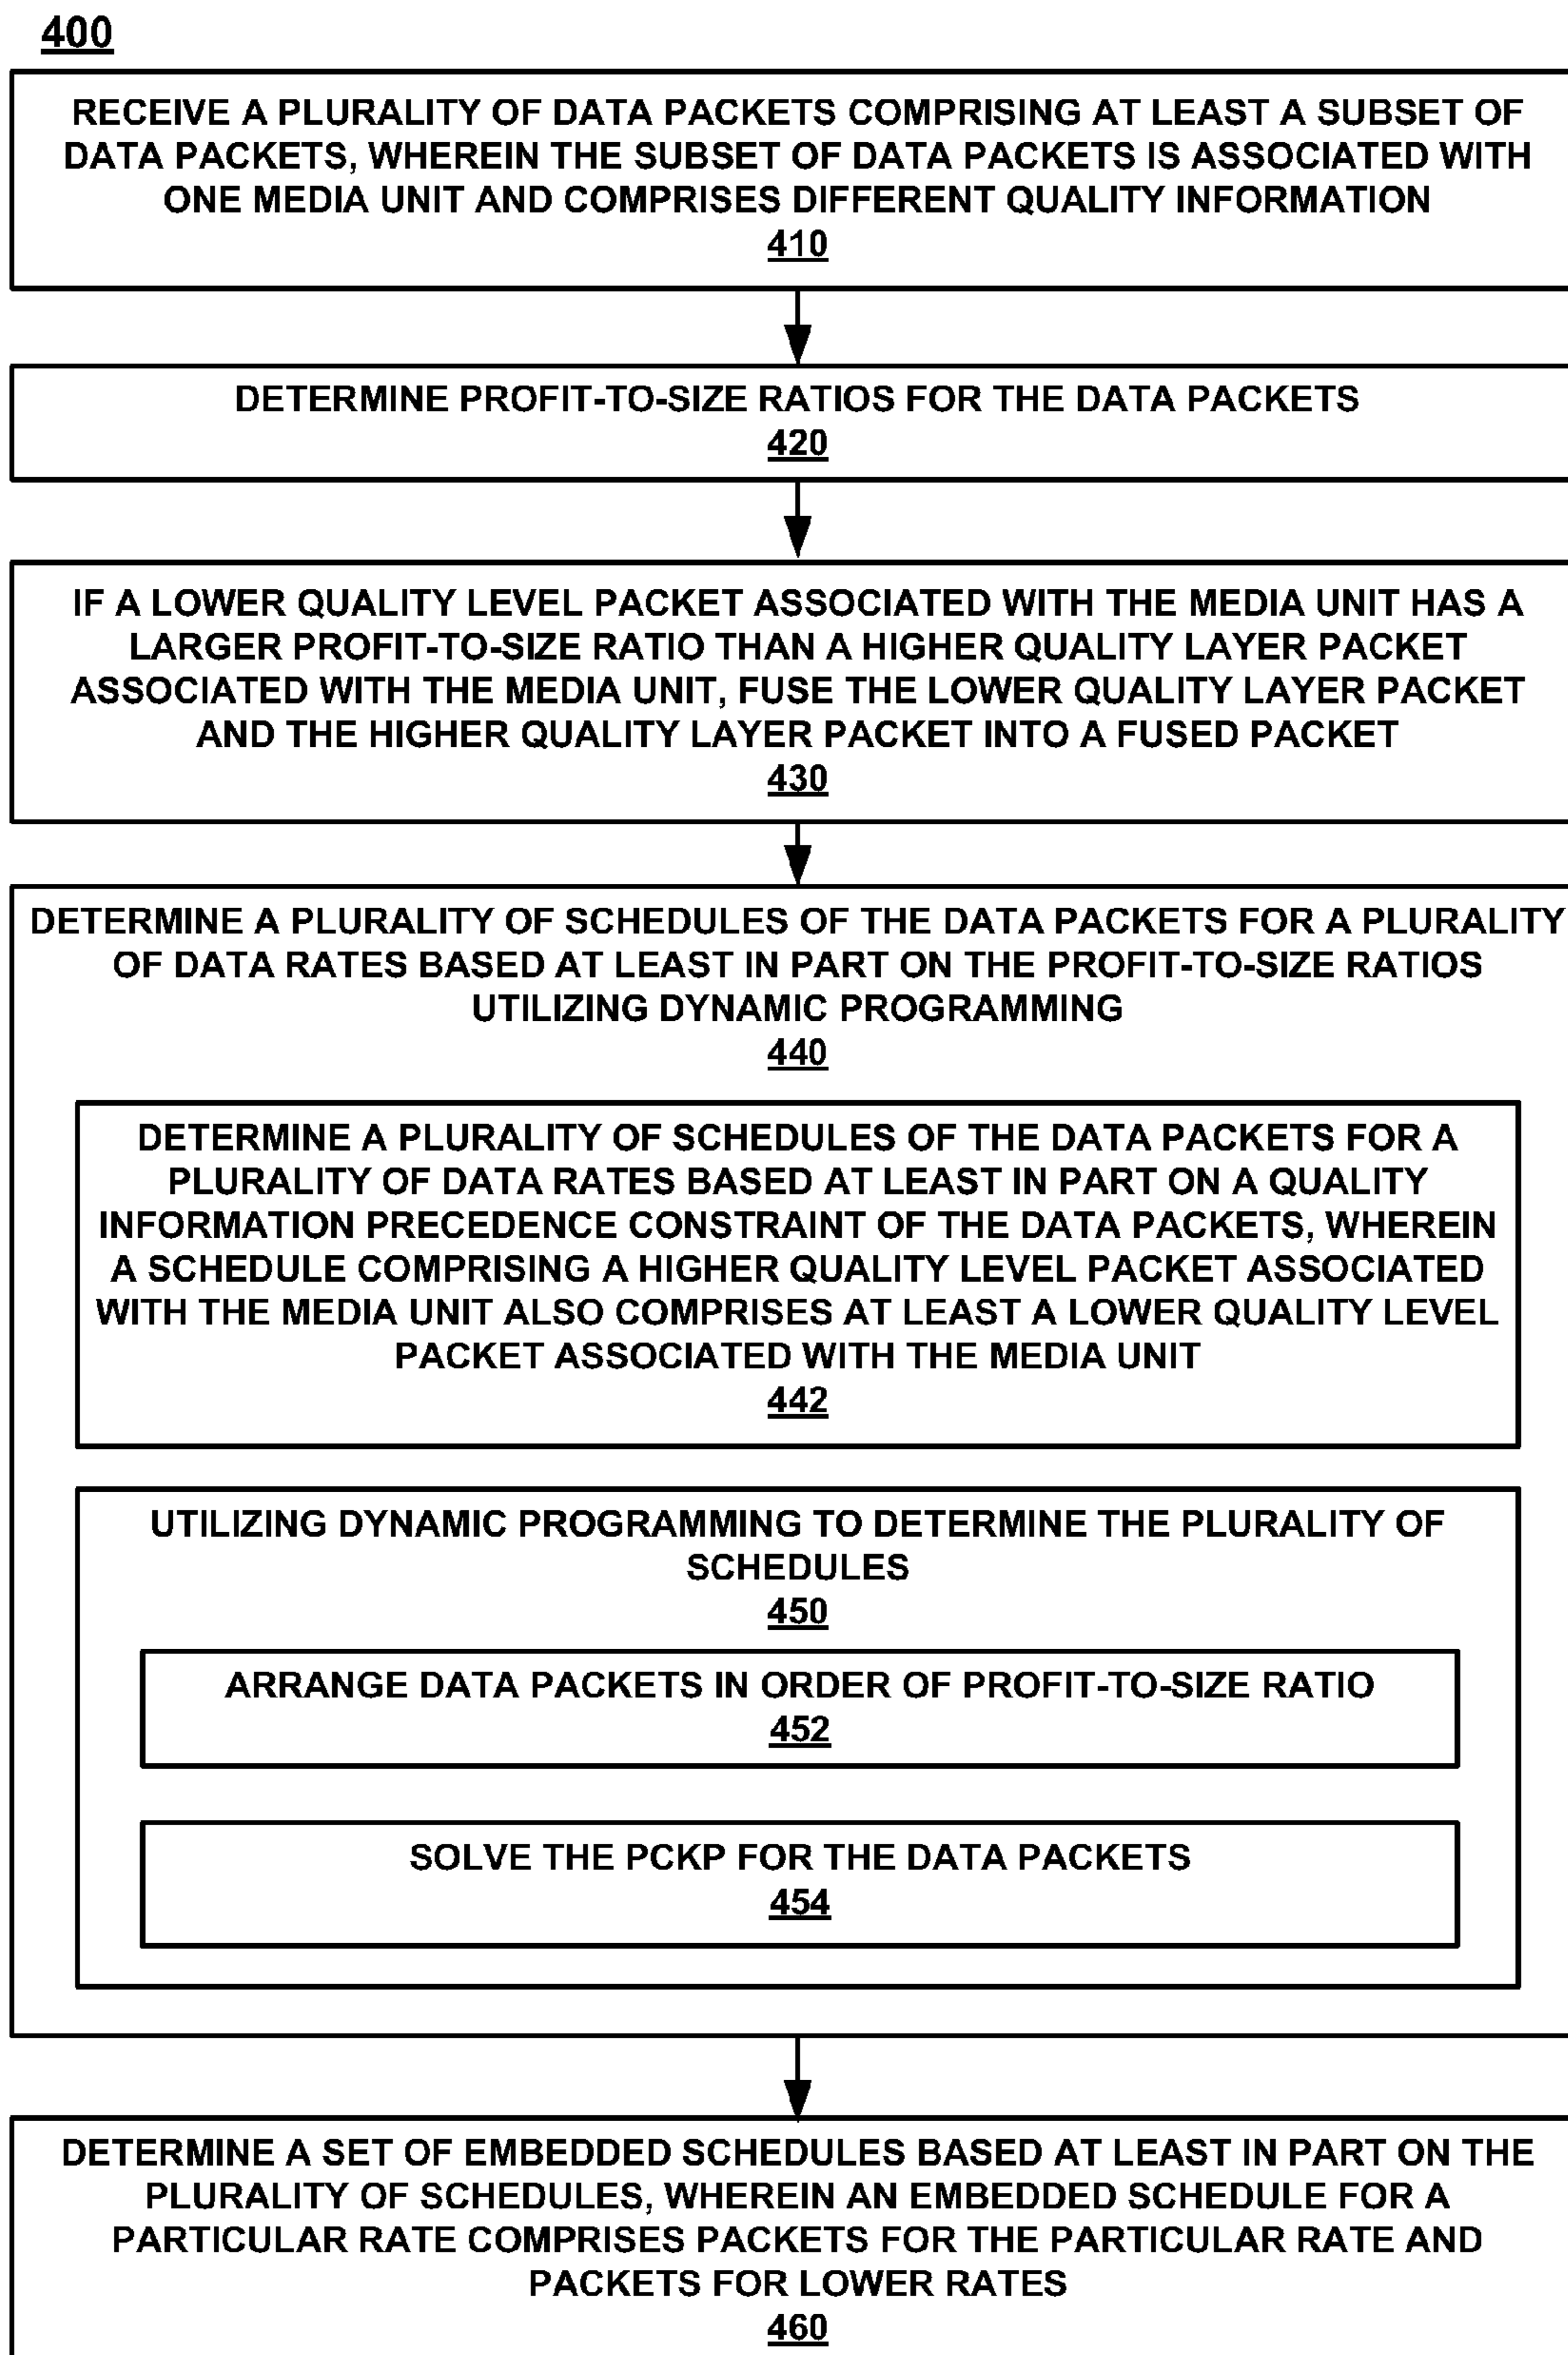 400
RECEIVE A PLURALITY OF DATA PACKETS COMPRISING AT LEAST A SUBSET OF
DATA PACKETS, WHEREIN THE SUBSET OF DATA PACKETS IS ASSOCIATED WITH
ONE MEDIA UNIT AND COMPRISES DIFFERENT QUALITY INFORMATION
410
DETERMINE PROFIT-TO-SIZE RATIOS FOR THE DATA PACKETS
420
IF A LOWER QUALITY LEVEL PACKET ASSOCIATED WITH THE MEDIA UNIT HAS A
LARGER PROFIT-TO-SIZE RATIO THAN A HIGHER QUALITY LAYER PACKET
ASSOCIATED WITH THE MEDIA UNIT, FUSE THE LOWER QUALITY LAYER PACKET
AND THE HIGHER QUALITY LAYER PACKET INTO A FUSED PACKET
430
DETERMINE A PLURALITY OF SCHEDULES OF THE DATA PACKETS FOR A PLURALITY
OF DATA RATES BASED AT LEAST IN PART ON THE PROFIT-TO-SIZE RATIOS
UTILIZING DYNAMIC PROGRAMMING
440
DETERMINE A PLURALITY OF SCHEDULES OF THE DATA PACKETS FOR A
PLURALITY OF DATA RATES BASED AT LEAST IN PART ON A QUALITY
INFORMATION PRECEDENCE CONSTRAINT OF THE DATA PACKETS, WHEREIN
A SCHEDULE COMPRISING A HIGHER QUALITY LEVEL PACKET ASSOCIATED
WITH THE MEDIA UNIT ALSO COMPRISES AT LEAST A LOWER QUALITY LEVEL
PACKET ASSOCIATED WITH THE MEDIA UNIT
442
UTILIZING DYNAMIC PROGRAMMING TO DETERMINE THE PLURALITY OF
SCHEDULES
450
ARRANGE DATA PACKETS IN ORDER OF PROFIT-TO-SIZE RATIO
452
SOLVE THE PCKP FOR THE DATA PACKETS
454
DETERMINE A SET OF EMBEDDED SCHEDULES BASED AT LEAST IN PART ON THE
PLURALITY OF SCHEDULES, WHEREIN AN EMBEDDED SCHEDULE FOR A
PARTICULAR RATE COMPRISES PACKETS FOR THE PARTICULAR RATE AND
PACKETS FOR LOWER RATES
460